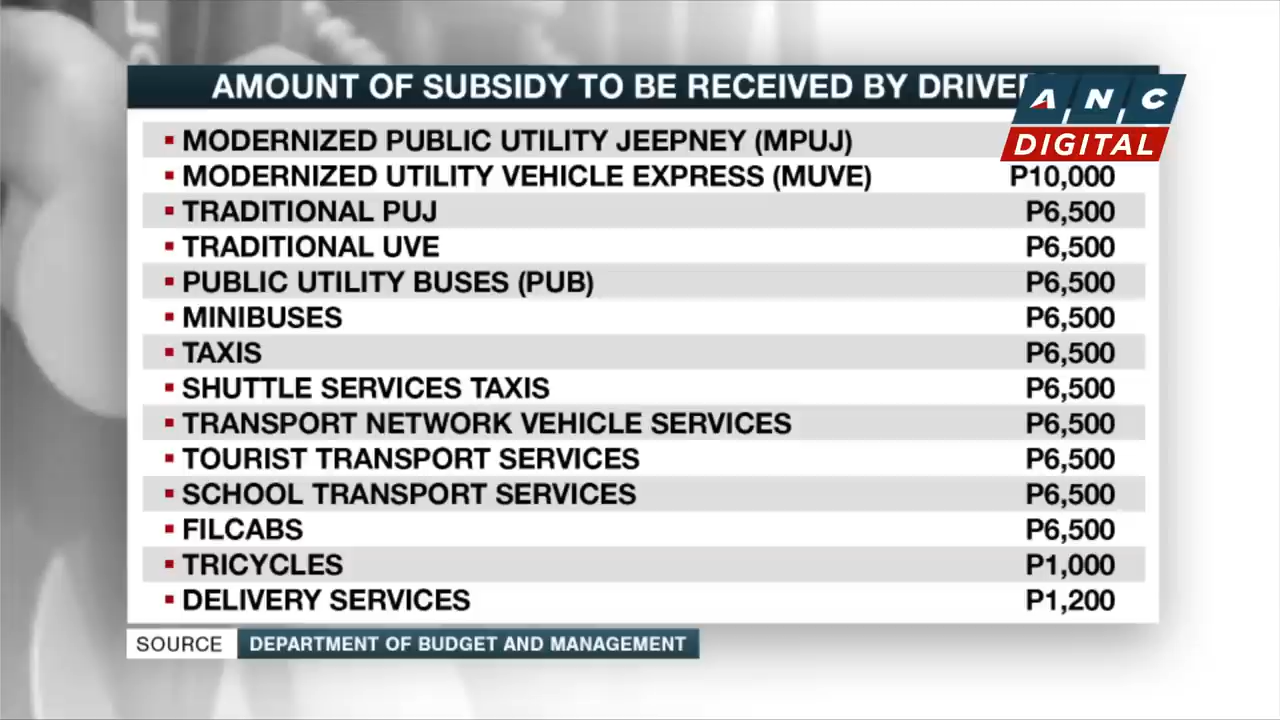 AMOUNT OF SUBSIDY TO BE RECEIVED BY
ANC
DIGITAL
▪ MODERNIZED PUBLIC UTILITY JEEPNEY (MPUJ)
▪ MODERNIZED UTILITY VEHICLE EXPRESS (MUVE) P10,000
▪ TRADITIONAL PUJ P6,500
▪ TRADITIONAL UVE P6,500
▪ PUBLIC UTILITY BUSES (PUB) P6,500
▪ MINIBUSES P6,500
▪ TAXIS P6,500
▪ SHUTTLE SERVICES TAXIS P6,500
▪ TRANSPORT NETWORK VEHICLE SERVICES P6,500
▪ TOURIST TRANSPORT SERVICES P6,500
▪ SCHOOL TRANSPORT SERVICES P6,500
▪ FILCABS P6,500
▪ TRICYCLES P1,000
▪ DELIVERY SERVICES P1,200
SOURCE DEPARTMENT OF BUDGET AND MANAGEMENT